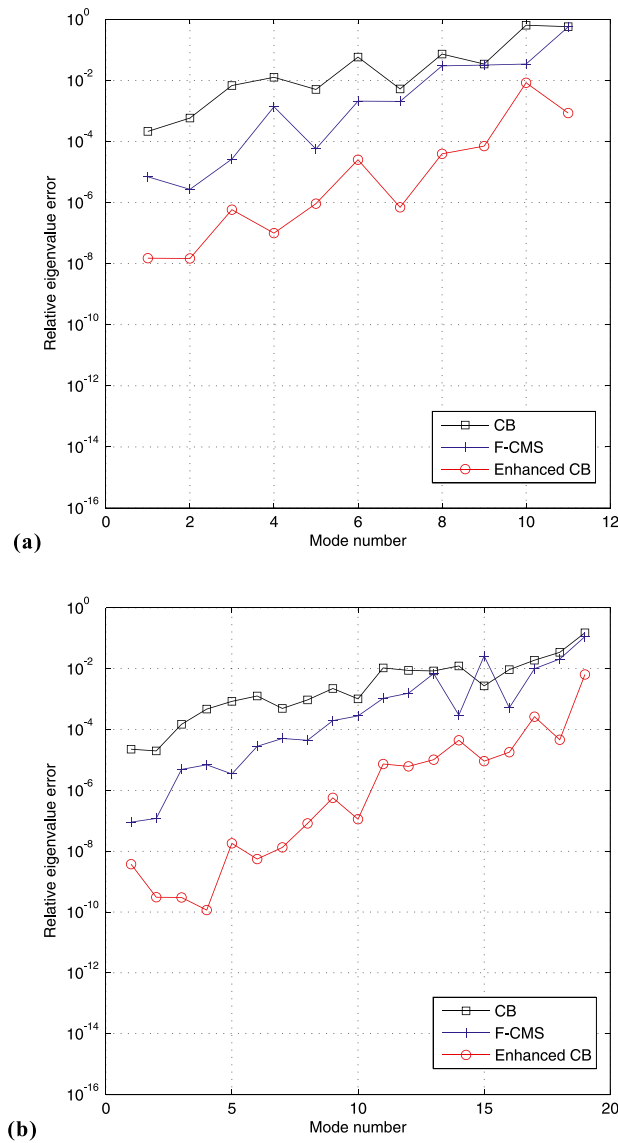 10^0
10^-2
10^-4
10^-6
10^-8
10^-10
10^-12
10^-14
10^-16
Relative eigenvalue error
CB
F-CMS
Enhanced CB
0 2 4 6 8 10 12
Mode number
(a)
10^0
10^-2
10^-4
10^-6
10^-8
10^-10
10^-12
10^-14
10^-16
Relative eigenvalue error
CB
F-CMS
Enhanced CB
0 5 10 15 20
Mode number
(b)